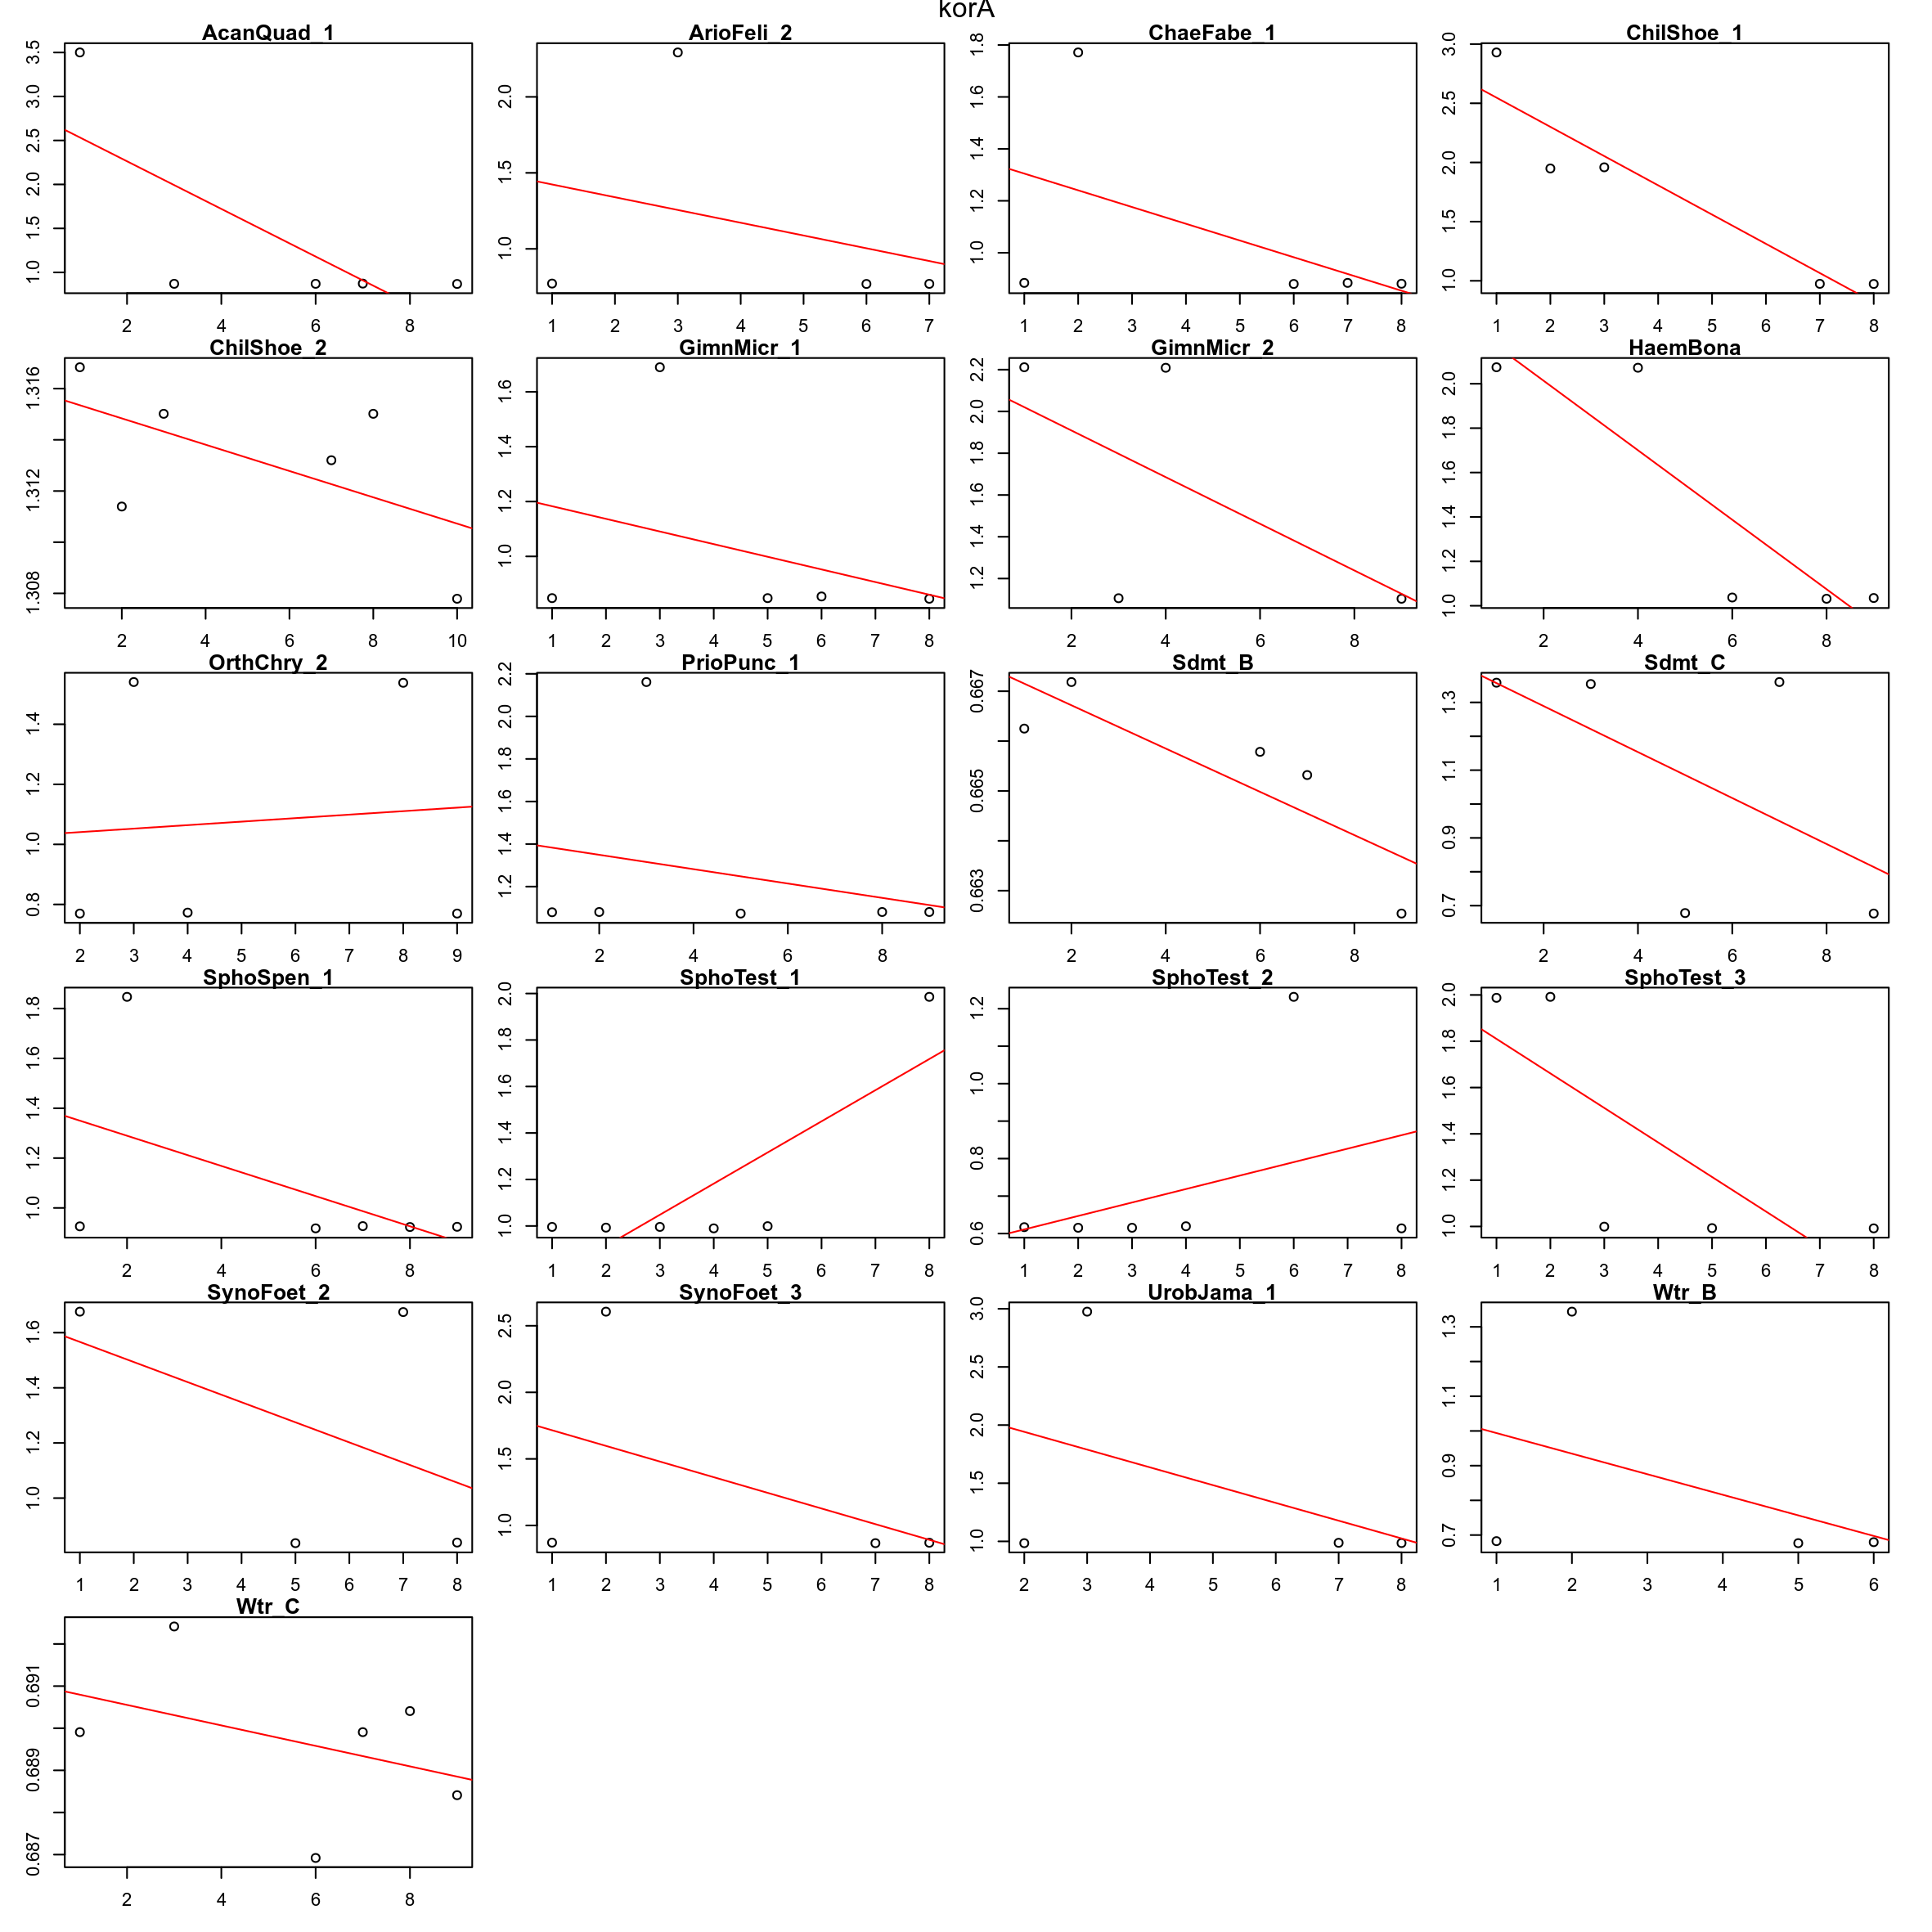 korA
AcanQuad_1 ArioFeli_2 ChaeFabe_1 ChilShoe_1
3.5 3.0 2.5 2.0 1.5 1.0
2.0 1.5 1.0
1.8 1.6 1.4 1.2 1.0
3.0 2.5 2.0 1.5 1.0
2 4 6 8
1 2 3 4 5 6 7
1 2 3 4 5 6 7 8
1 2 3 4 5 6 7 8
ChilShoe_2 GimnMicr_1 GimnMicr_2 HaemBona
1.316 1.312 1.308
1.6 1.4 1.2 1.0
2.2 2.0 1.8 1.6 1.4 1.2
2.0 1.8 1.6 1.4 1.2 1.0
2 4 6 8 10
1 2 3 4 5 6 7 8
2 4 6 8
2 4 6 8
OrthChry_2 PrioPunc_1 Sdmt_B Sdmt_C
1.4 1.2 1.0 0.8
2.2 2.0 1.8 1.6 1.4 1.2
0.667 0.665 0.663
1.3 1.1 0.9 0.7
2 3 4 5 6 7 8 9
2 4 6 8
2 4 6 8
2 4 6 8
SphoSpen_1 SphoTest_1 SphoTest_2 SphoTest_3
1.8 1.6 1.4 1.2 1.0
2.0 1.8 1.6 1.4 1.2 1.0
1.2 1.0 0.8 0.6
2.0 1.8 1.6 1.4 1.2 1.0
2 4 6 8
1 2 3 4 5 6 7 8
1 2 3 4 5 6 7 8
1 2 3 4 5 6 7 8
SynoFoet_2 SynoFoet_3 UrobJama_1 Wtr_B
1.6 1.4 1.2 1.0
2.5 2.0 1.5 1.0
3.0 2.5 2.0 1.5 1.0
1.3 1.1 0.9 0.7
1 2 3 4 5 6 7 8
1 2 3 4 5 6 7 8
2 3 4 5 6 7 8
1 2 3 4 5 6
Wtr_C
0.691 0.689 0.687
2 4 6 8